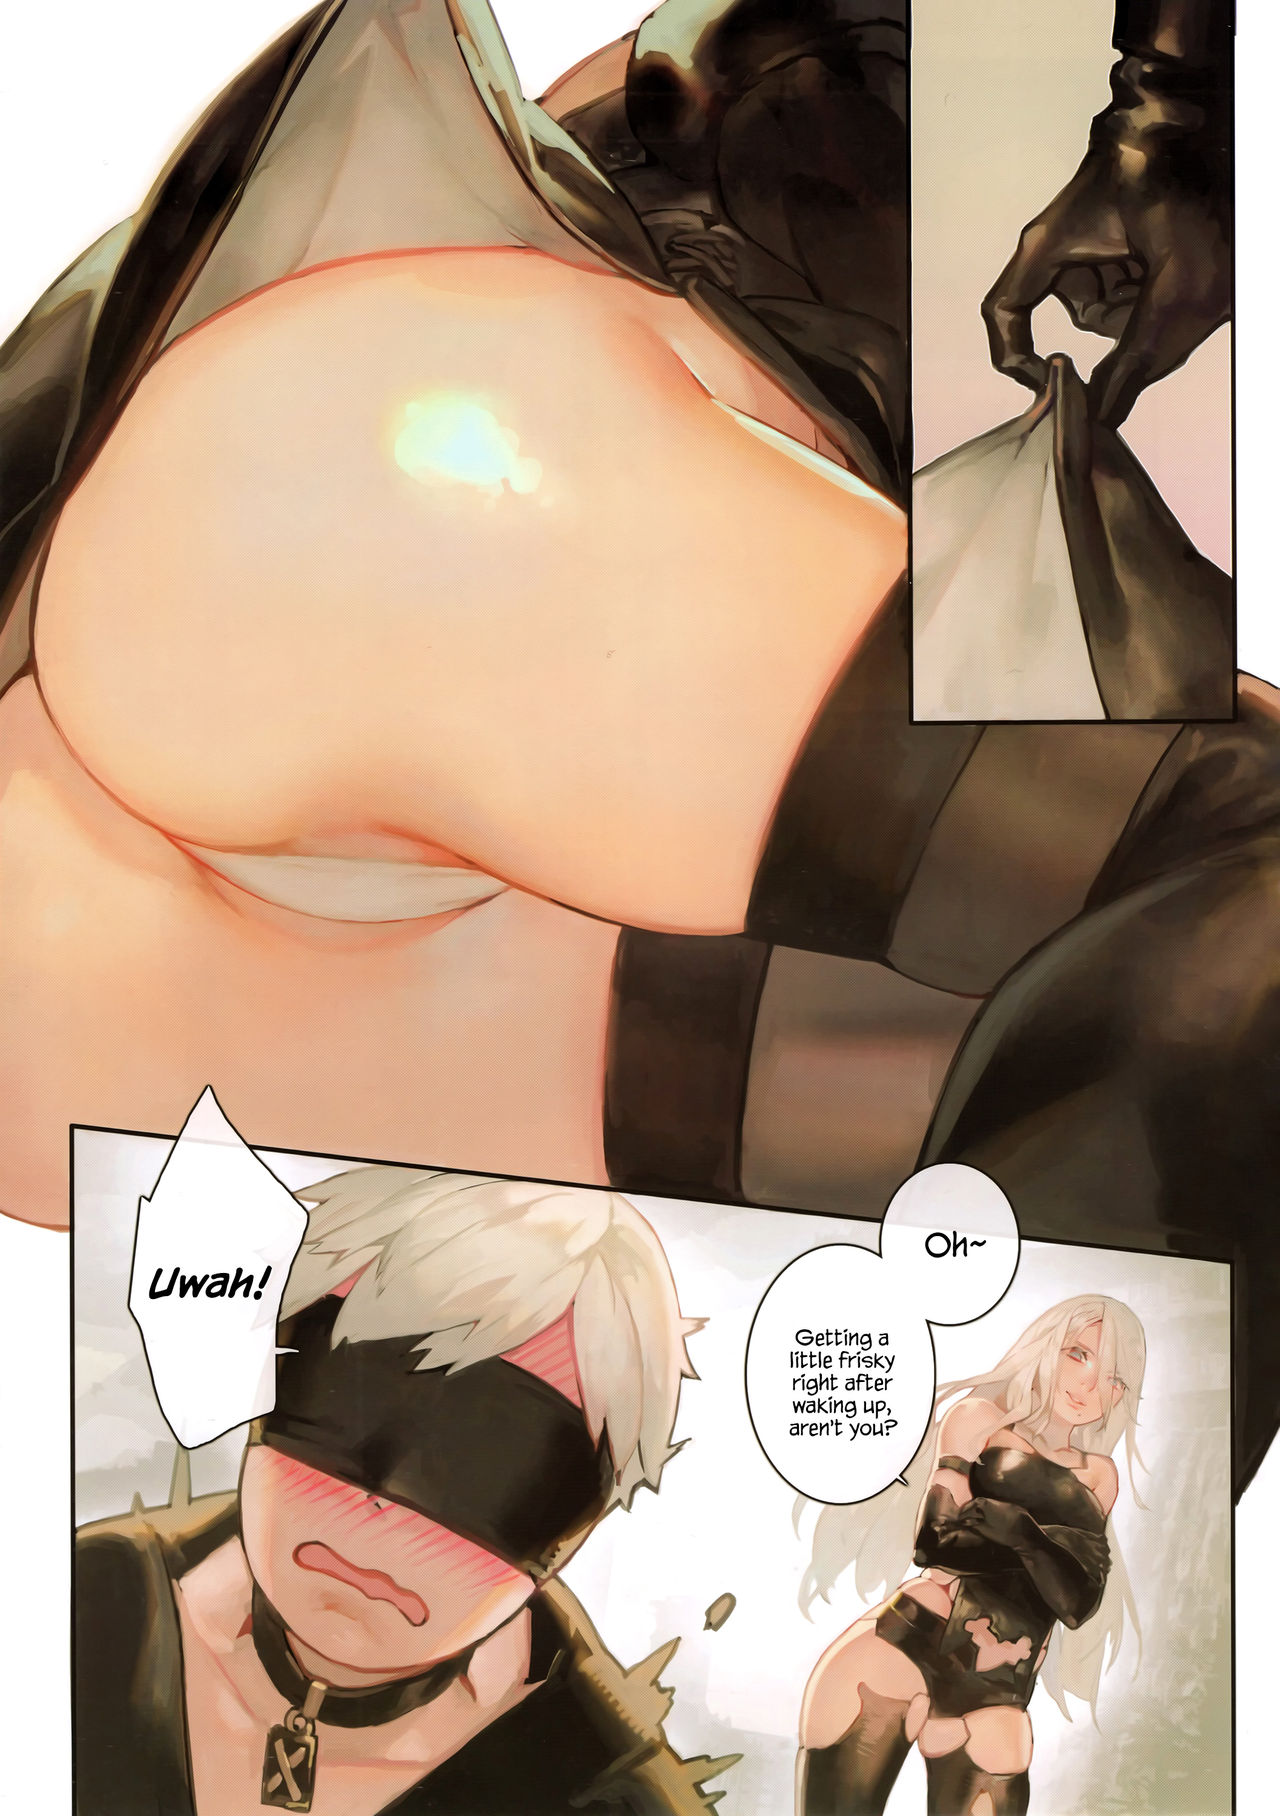 Uwah!
Oh~
Getting a
little frisky
right after
waking up,
aren't you?